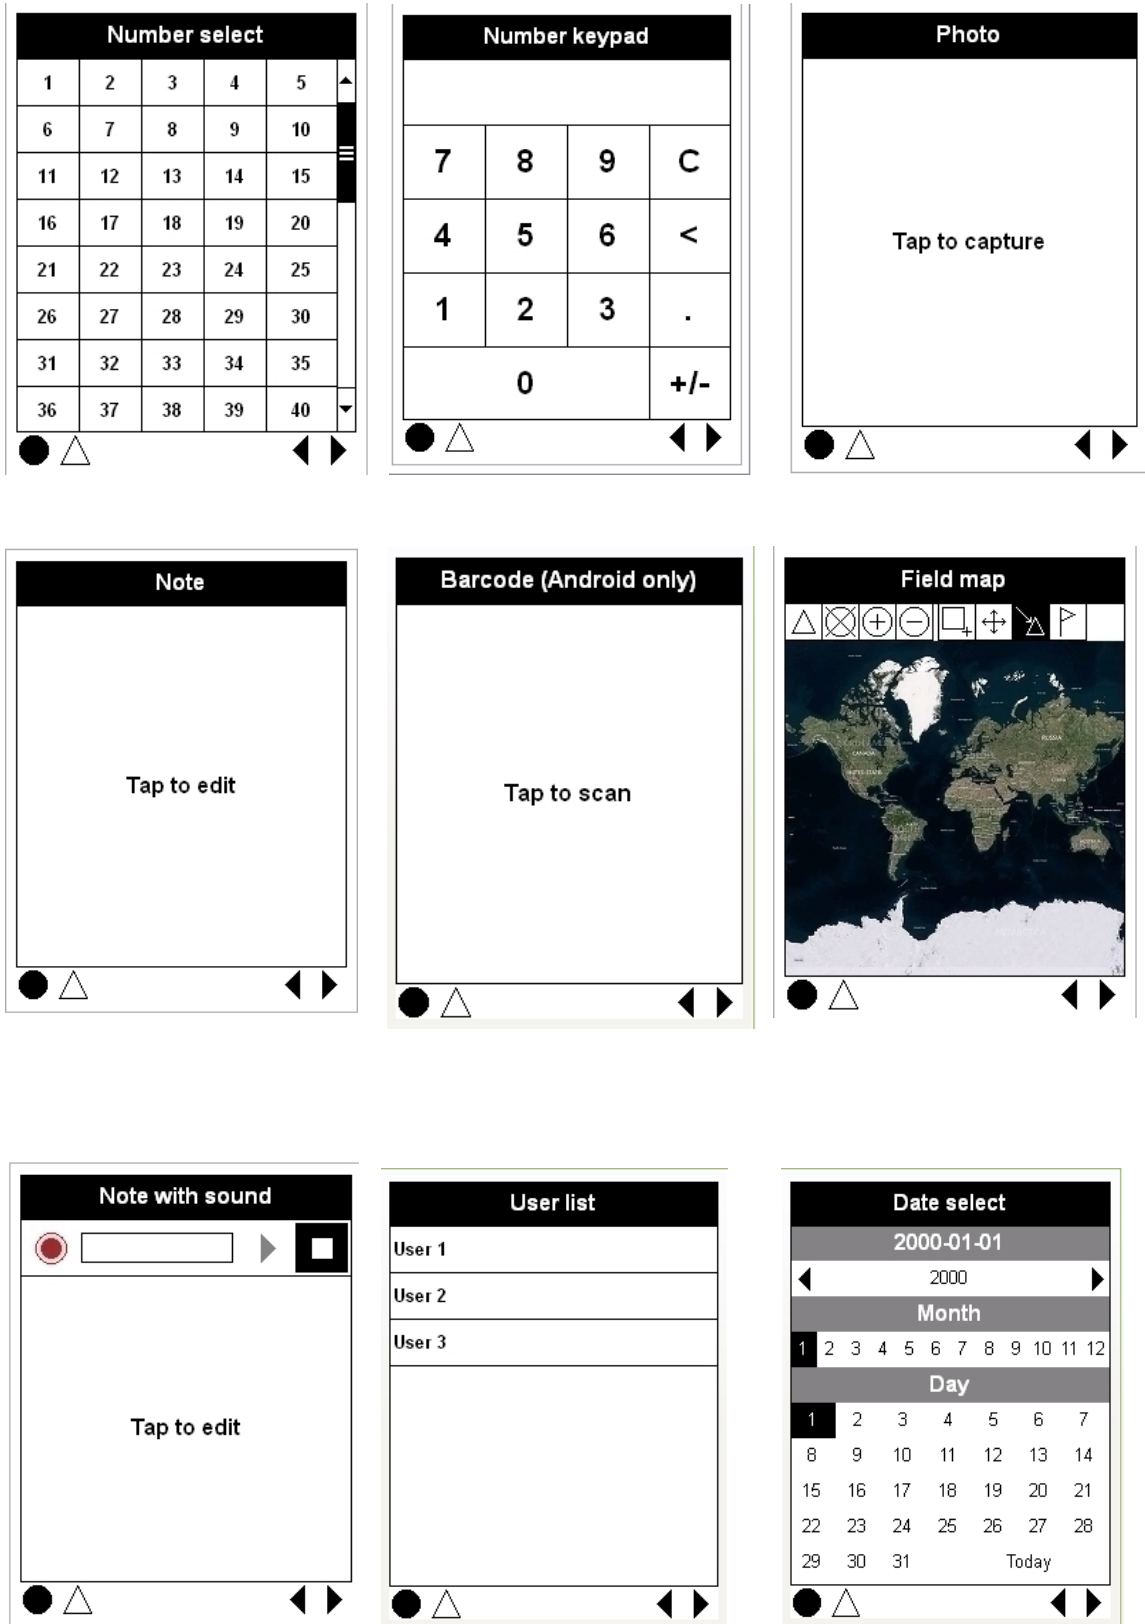 Number select
1 2 3 4 5
6 7 8 9 10
11 12 13 14 15
16 17 18 19 20
21 22 23 24 25
26 27 28 29 30
31 32 33 34 35
36 37 38 39 40
Number keypad
7 8 9 C
4 5 6 <
1 2 3 .
0 +/-
Photo
Tap to capture
Note
Tap to edit
Barcode (Android only)
Tap to scan
Field map
RUSSIA
CANADA
UNITED STATES
Note with sound
Tap to edit
User list
User 1
User 2
User 3
Date select
2000-01-01
2000
Month
1 2 3 4 5 6 7 8 9 10 11 12
Day
1 2 3 4 5 6 7
8 9 10 11 12 13 14
15 16 17 18 19 20 21
22 23 24 25 26 27 28
29 30 31 Today